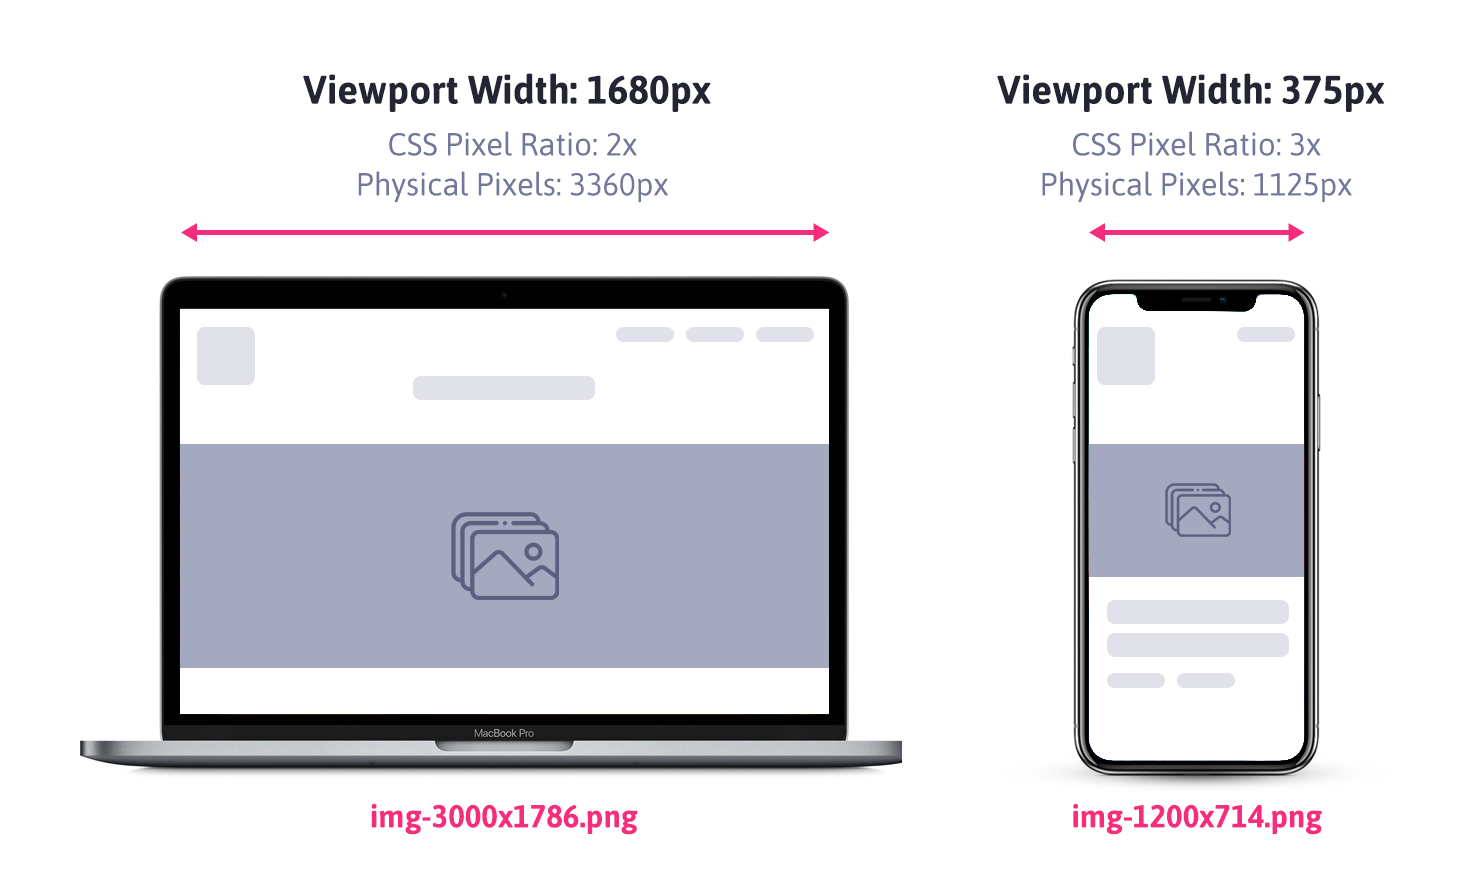 Viewport Width: 1680px
CSS Pixel Ratio: 2x
Physical Pixels: 3360px
MacBook Pro
img-3000x1786.png
Viewport Width: 375px
CSS Pixel Ratio: 3x
Physical Pixels: 1125px
img-1200x714.png